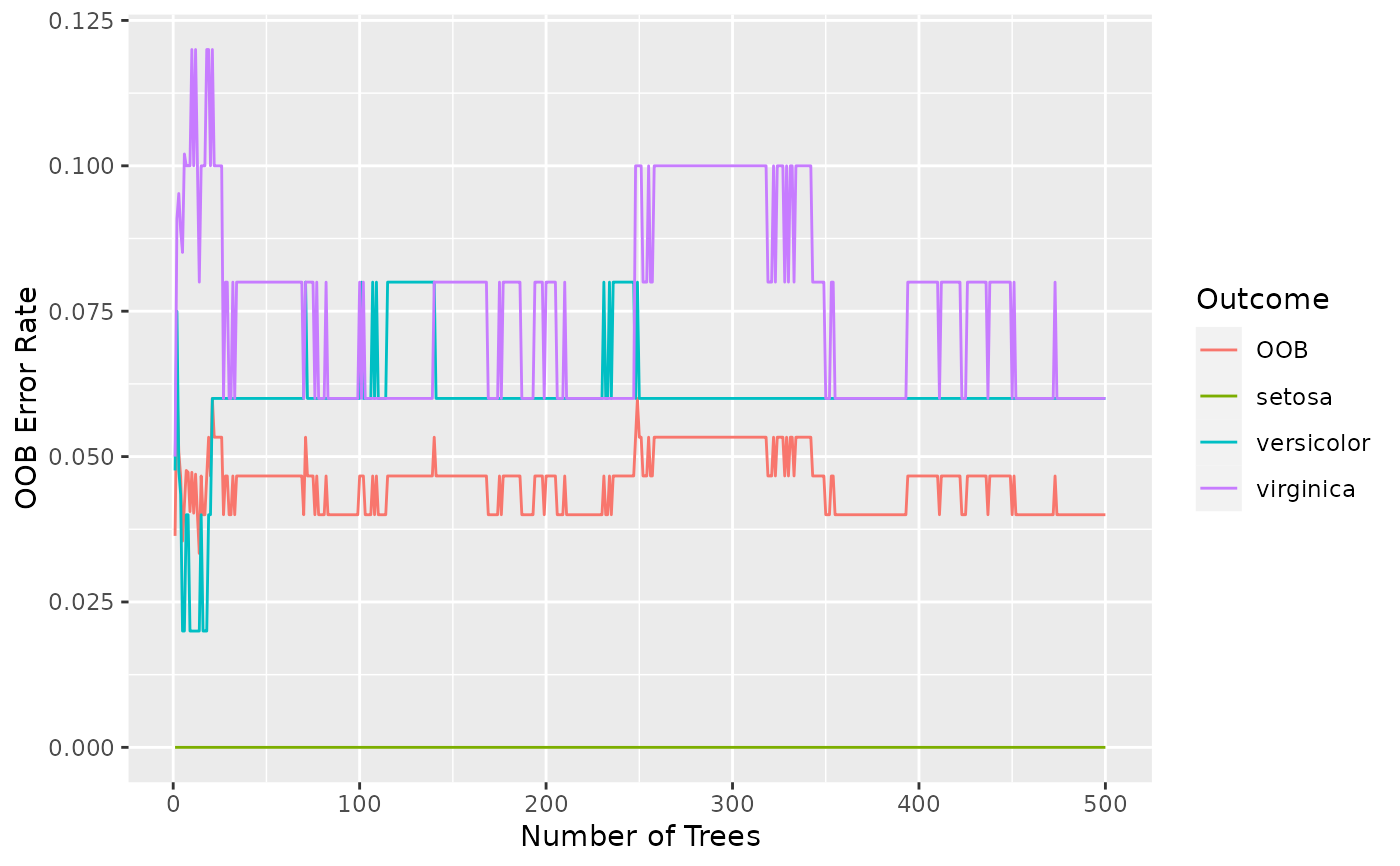 0.125
0.100
0.075
0.050
0.025
0.000
OOB Error Rate
0 100 200 300 400 500
Number of Trees
Outcome
OOB
setosa
versicolor
virginica